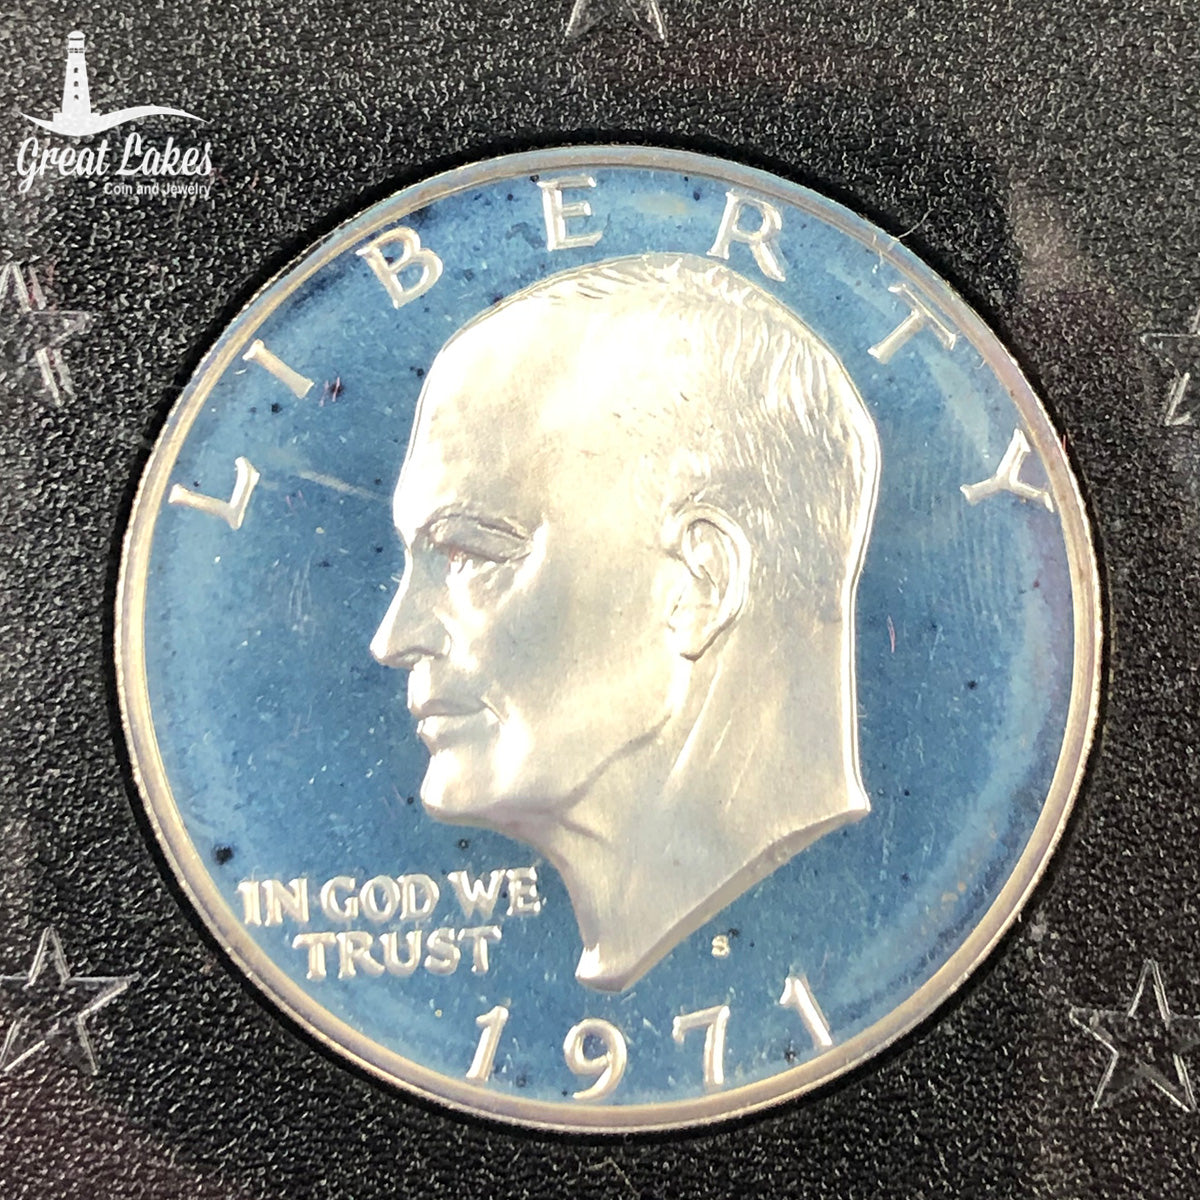 Great Lakes
Coin and Jewelry
LIBERTY
IN GOD WE
TRUST
S
1971